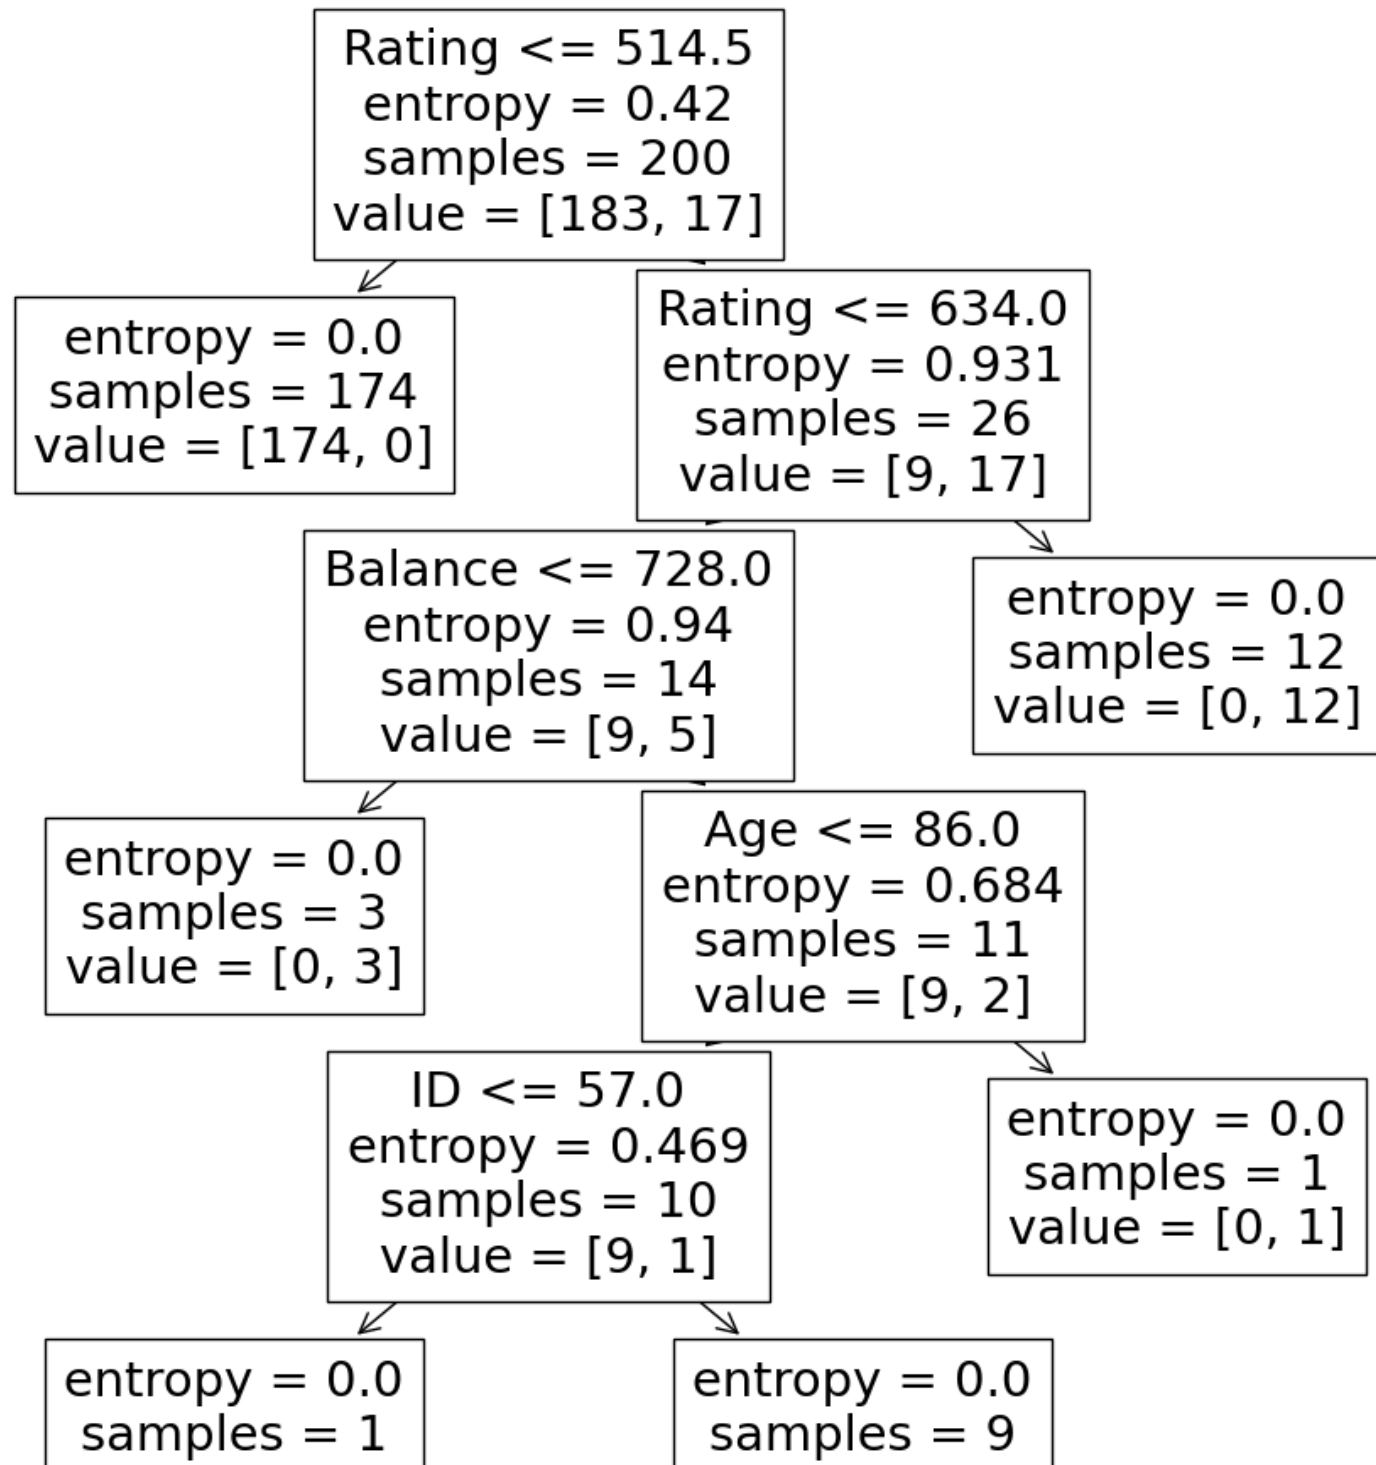 Rating <= 514.5
entropy = 0.42
samples = 200
value = [183, 17]
entropy = 0.0
samples = 174
value = [174, 0]
Rating <= 634.0
entropy = 0.931
samples = 26
value = [9, 17]
Balance <= 728.0
entropy = 0.94
samples = 14
value = [9, 5]
entropy = 0.0
samples = 12
value = [0, 12]
entropy = 0.0
samples = 3
value = [0, 3]
Age <= 86.0
entropy = 0.684
samples = 11
value = [9, 2]
ID <= 57.0
entropy = 0.469
samples = 10
value = [9, 1]
entropy = 0.0
samples = 1
value = [0, 1]
entropy = 0.0
samples = 1
entropy = 0.0
samples = 9